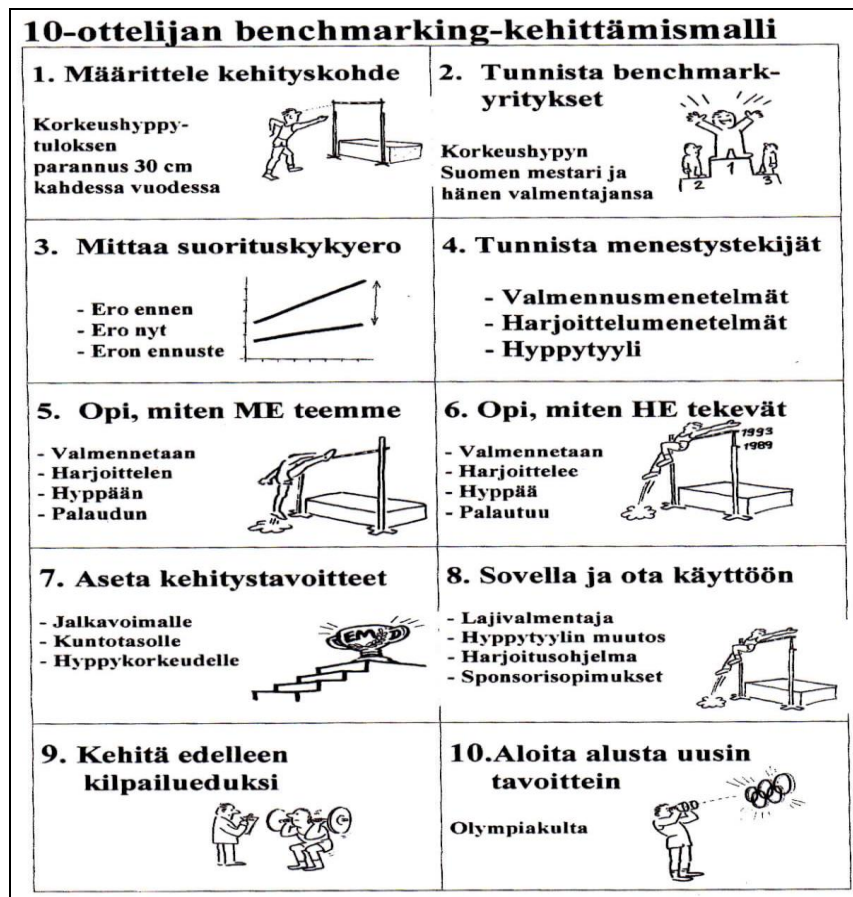 10-ottelijan benchmarking-kehittämismalli
1. Määrittele kehityskohde
Korkeushyppy-
tuloksen
parannus 30 cm
kahdessa vuodessa
2. Tunnista benchmark-
yritykset
Korkeushypyn
Suomen mestari ja
hänen valmentajansa
2 1 3
3. Mittaa suorituskykyero
- Ero ennen
- Ero nyt
- Eron ennuste
4. Tunnista menestystekijät
- Valmennusmenetelmät
- Harjoittelumenetelmät
- Hyppytyyli
5. Opi, miten ME teemme
- Valmennetaan
- Harjoittelen
- Hyppään
- Palaudun
6. Opi, miten HE tekevät
- Valmennetaan
- Harjoittelee
- Hyppää
- Palautuu
1993
1989
7. Aseta kehitystavoitteet
- Jalkavoimalle
- Kuntotasolle
- Hyppykorkeudelle
8. Sovella ja ota käyttöön
- Lajivalmentaja
- Hyppytyylin muutos
- Harjoitusohjelma
- Sponsorisopimukset
9. Kehitä edelleen
kilpailueduksi
10.Aloita alusta uusin
tavoittein
Olympiakulta